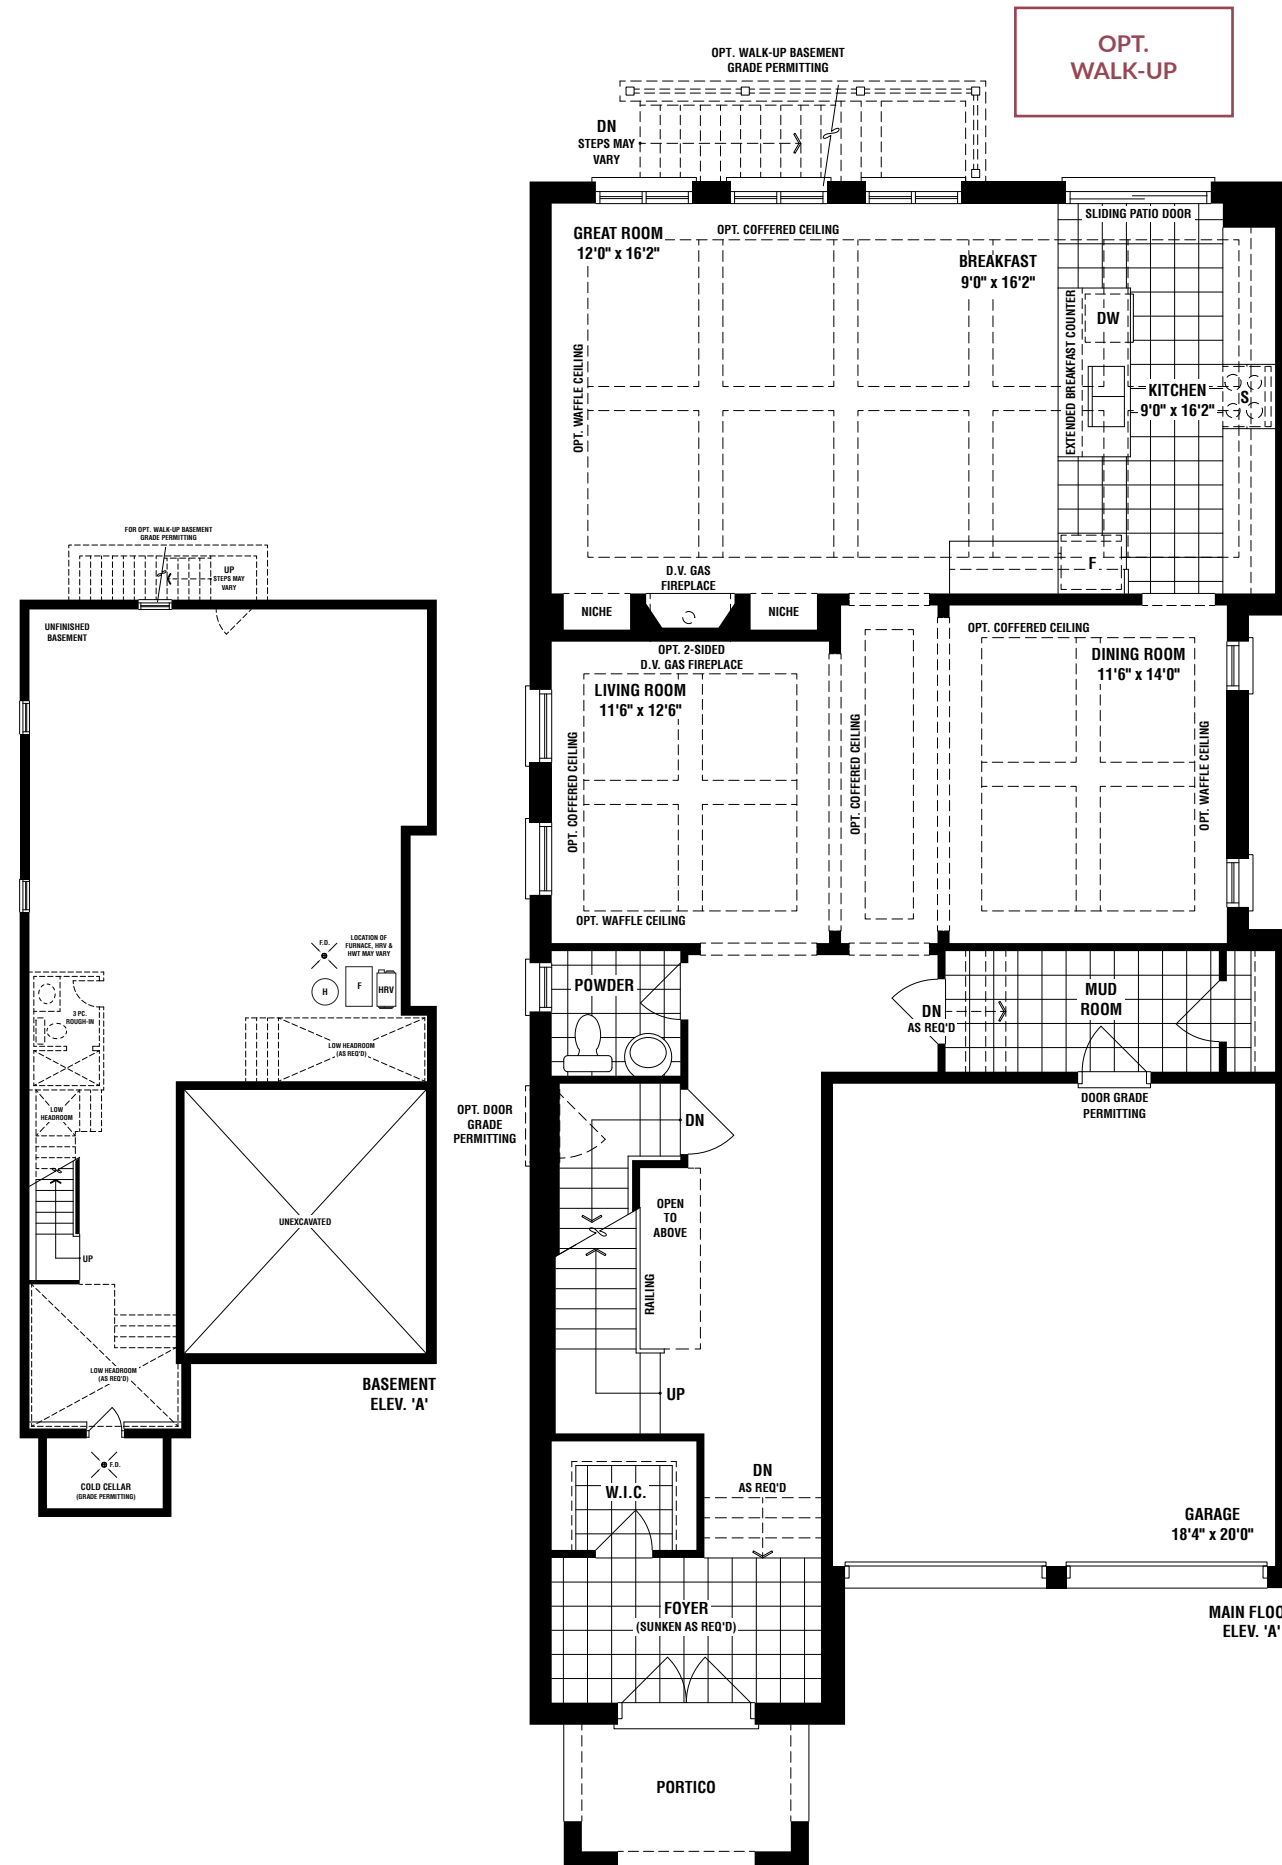 OPT.
WALK-UP
OPT. WALK-UP BASEMENT
GRADE PERMITTING
DN
STEPS MAY
VARY
SLIDING PATIO DOOR
GREAT ROOM
12'0" x 16'2"
OPT. COFFERED CEILING
BREAKFAST
9'0" x 16'2"
OPT. WAFFLE CEILING
EXTENDED BREAKFAST COUNTER
DW
KITCHEN
9'0" x 16'2"
S
F
D.V. GAS
FIREPLACE
NICHE
NICHE
OPT. 2-SIDED
D.V. GAS FIREPLACE
LIVING ROOM
11'6" x 12'6"
OPT. COFFERED CEILING
OPT. WAFFLE CEILING
OPT. COFFERED CEILING
OPT. COFFERED CEILING
DINING ROOM
11'6" x 14'0"
OPT. WAFFLE CEILING
POWDER
DN
AS REQ'D
MUD
ROOM
DOOR GRADE
PERMITTING
OPT. DOOR
GRADE
PERMITTING
DN
OPEN
TO
ABOVE
RAILING
UP
W.I.C.
DN
AS REQ'D
FOYER
(SUNKEN AS REQ'D)
GARAGE
18'4" x 20'0"
MAIN FLOO
ELEV. 'A'
PORTICO
FOR OPT. WALK-UP BASEMENT
GRADE PERMITTING
UP
STEPS MAY
VARY
UNFINISHED
BASEMENT
F.D.
LOCATION OF
FURNACE, HRV &
HWT MAY VARY
H
F
HRV
3 PC.
ROUGH-IN
LOW HEADROOM
(AS REQ'D)
LOW
HEADROOM
UNEXCAVATED
UP
LOW HEADROOM
(AS REQ'D)
BASEMENT
ELEV. 'A'
F.D.
COLD CELLAR
(GRADE PERMITTING)